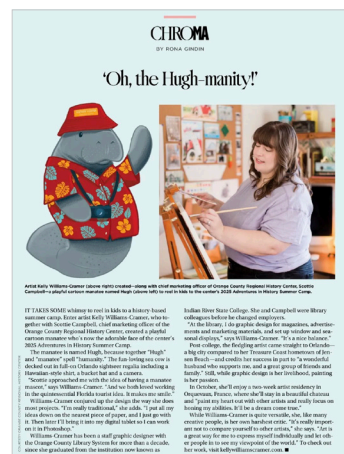 CHROMA
BY RONA GINDIN
'Oh, the Hugh-manity!'
Artist Kelly Williams-Cramer (above right) created—along with chief marketing officer of Orange County Regional History Center, Scottie
Campbell—a playful cartoon manatee named Hugh (above left) to reel in kids to the center's 2025 Adventures in History Summer Camp.
IT TAKES SOME whimsy to reel in kids to a history-based
summer camp. Enter artist Kelly Williams-Cramer, who to-
gether with Scottie Campbell, chief marketing officer of the
Orange County Regional History Center, created a playful
cartoon manatee who's now the adorable face of the center's
2025 Adventures in History Summer Camp.
The manatee is named Hugh, because together "Hugh"
and "manatee" spell "humanity." The fun-loving sea cow is
decked out in full-on Orlando sightseer regalia including a
Hawaiian-style shirt, a bucket hat and a camera.
"Scottie approached me with the idea of having a manatee
mascot," says Williams-Cramer. "And we both loved working
in the quintessential Florida tourist idea. It makes me smile."
Williams-Cramer conjured up the design the way she does
most projects. "I'm really traditional," she adds. "I put all my
ideas down on the nearest piece of paper, and I just go with
it. Then later I'll bring it into my digital tablet so I can work
on it in Photoshop."
Williams-Cramer has been a staff graphic designer with
the Orange County Library System for more than a decade,
since she graduated from the institution now known as
Indian River State College. She and Campbell were library
colleagues before he changed employers.
"At the library, I do graphic design for magazines, advertise-
ments and marketing materials, and set up window and sea-
sonal displays," says Williams-Cramer. "It's a nice balance."
Post-college, the fledgling artist came straight to Orlando—
a big city compared to her Treasure Coast hometown of Jen-
sen Beach—and credits her success in part to "a wonderful
husband who supports me, and a great group of friends and
family." Still, while graphic design is her livelihood, painting
is her passion.
In October, she'll enjoy a two-week artist residency in
Orquevaux, France, where she'll stay in a beautiful chateau
and "paint my heart out with other artists and really focus on
honing my abilities. It'll be a dream come true."
While Williams-Cramer is quite versatile, she, like many
creative people, is her own harshest critic. "It's really import-
ant not to compare yourself to other artists," she says. "Art is
a great way for me to express myself individually and let oth-
er people in to see my viewpoint of the world." To check out
her work, visit kellywilliamscramer.com.